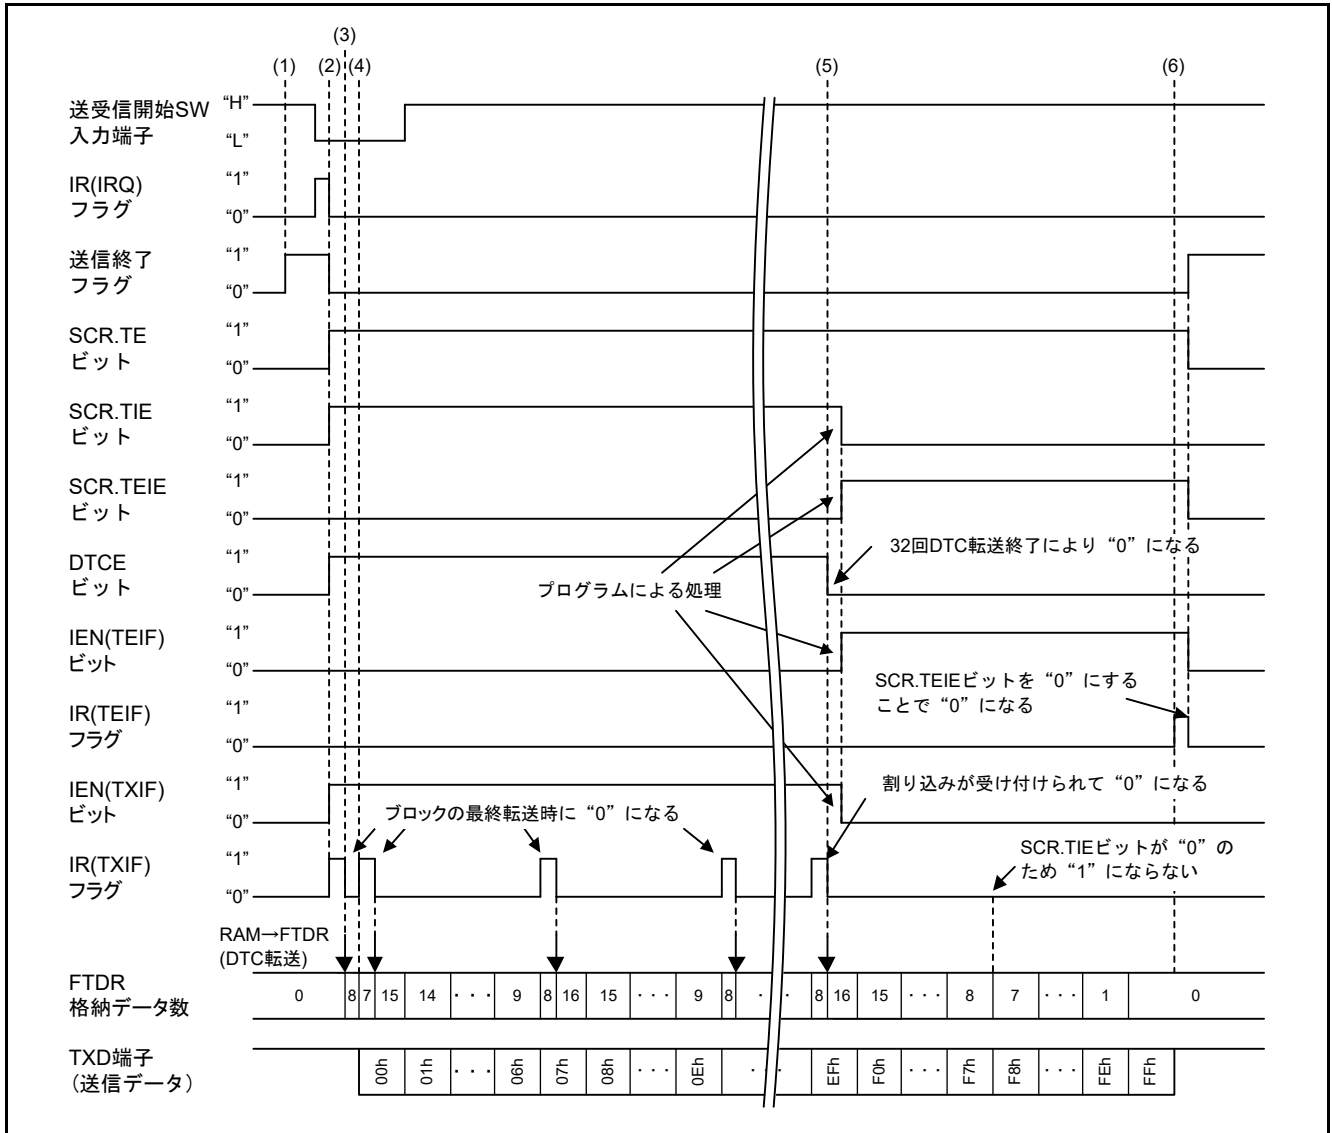 (3)
(1) (2) (4) (5) (6)
送受信開始SW
入力端子
“H”
“L”
IR(IRQ)
フラグ
“1”
“0”
送信終了
フラグ
“1”
“0”
SCR.TE
ビット
“1”
“0”
SCR.TIE
ビット
“1”
“0”
SCR.TEIE
ビット
“1”
“0”
32回DTC転送終了により“0”になる
DTCE
ビット
“1”
“0”
プログラムによる処理
IEN(TEIF)
ビット
“1”
“0”
SCR.TEIEビットを“0”にする
ことで“0”になる
IR(TEIF)
フラグ
“1”
“0”
IEN(TXIF)
ビット
“1”
“0”
割り込みが受け付けられて“0”になる
ブロックの最終転送時に“0”になる
IR(TXIF)
フラグ
“1”
“0”
SCR.TIEビットが“0”の
ため“1”にならない
RAM→FTDR
(DTC転送)
FTDR
格納データ数
0 8 7 15 14 ・・・ 9 8 16 15 ・・・ 9 8 ・・・ 8 16 15 ・・・ 8 7 ・・・ 1 0
TXD端子
（送信データ）
00h 01h ・・・ 06h 07h 08h ・・・ 0Eh ・・・ EFh F0h ・・・ F7h F8h ・・・ FEh FFh